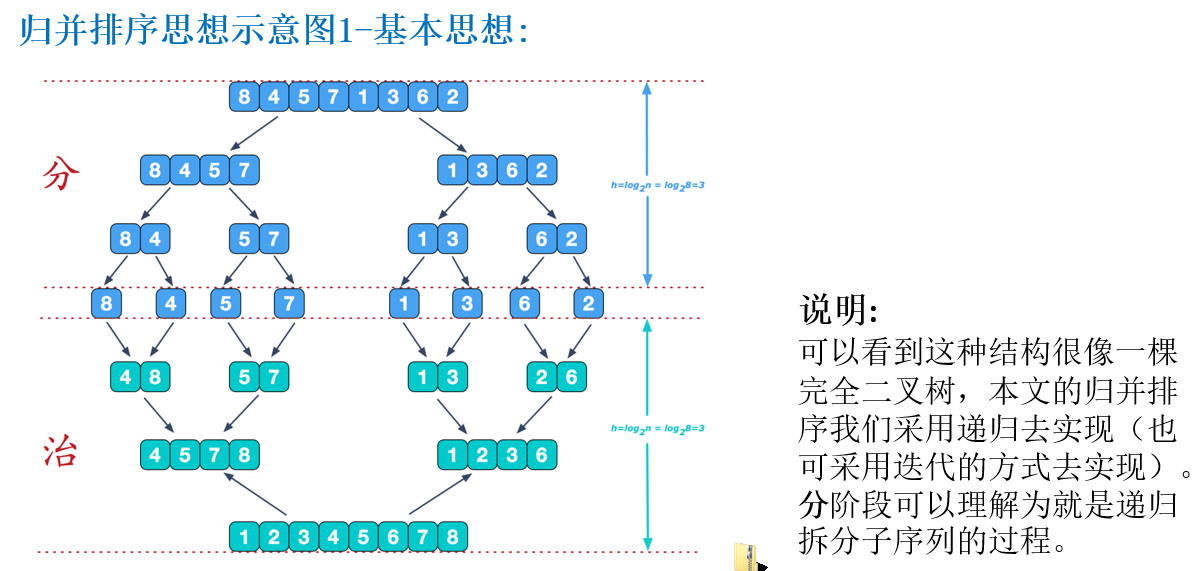 归并排序思想示意图1-基本思想:
8 4 5 7 1 3 6 2
分
8 4 5 7 1 3 6 2
h=log2n = log28=3
8 4 5 7 1 3 6 2
8 4 5 7 1 3 6 2
4 8 5 7 1 3 2 6
h=log2n = log28=3
治
4 5 7 8 1 2 3 6
1 2 3 4 5 6 7 8
说明:
可以看到这种结构很像一棵
完全二叉树，本文的归并排
序我们采用递归去实现（也
可采用迭代的方式去实现）。
分阶段可以理解为就是递归
拆分子序列的过程。